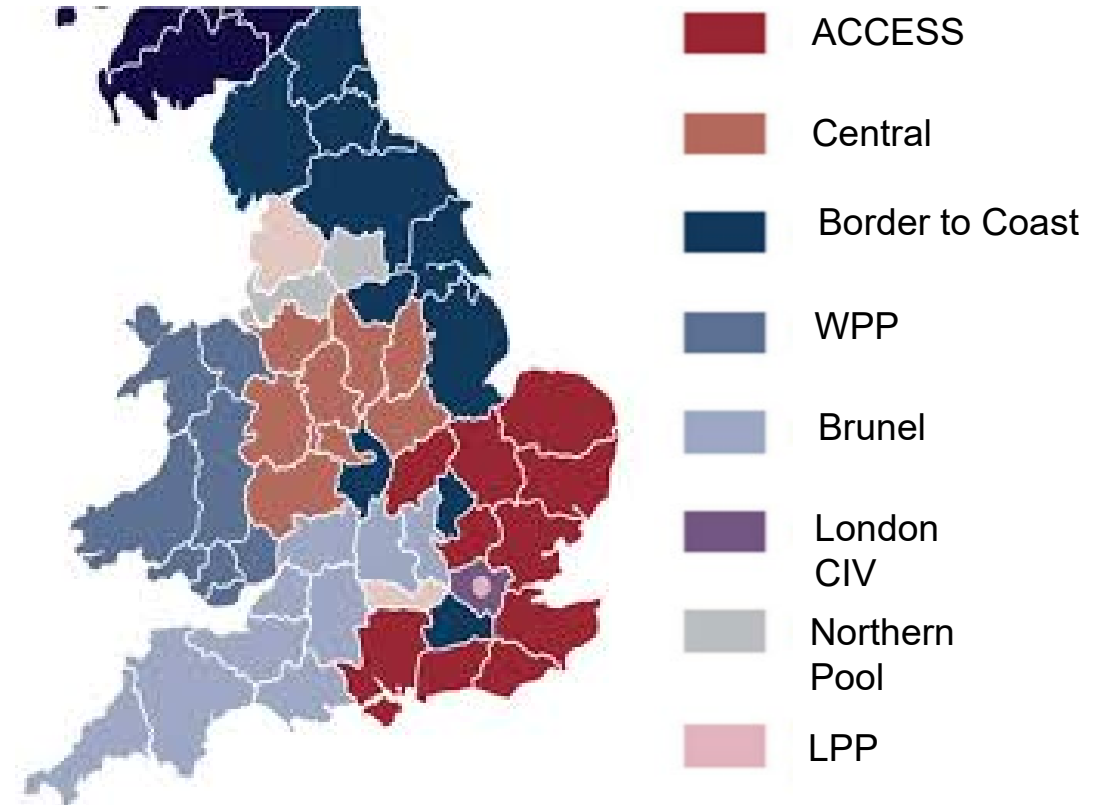 ACCESS
Central
Border to Coast
WPP
Brunel
London
CIV
Northern
Pool
LPP